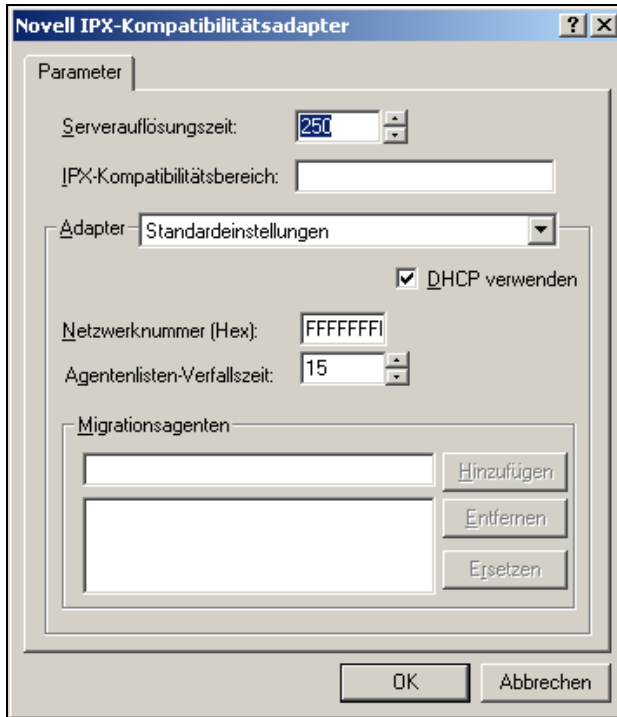 Novell IPX-Kompatibilitätsadapter
Parameter
Serverauflösungszeit: 250
IPX-Kompatibilitätsbereich:
Adapter Standardeinstellungen
DHCP verwenden
Netzwerknummer (Hex): FFFFFFF
Agentenlisten-Verfallszeit: 15
Migrationsagenten
Hinzufügen
Entfernen
Ersetzen
OK Abbrechen